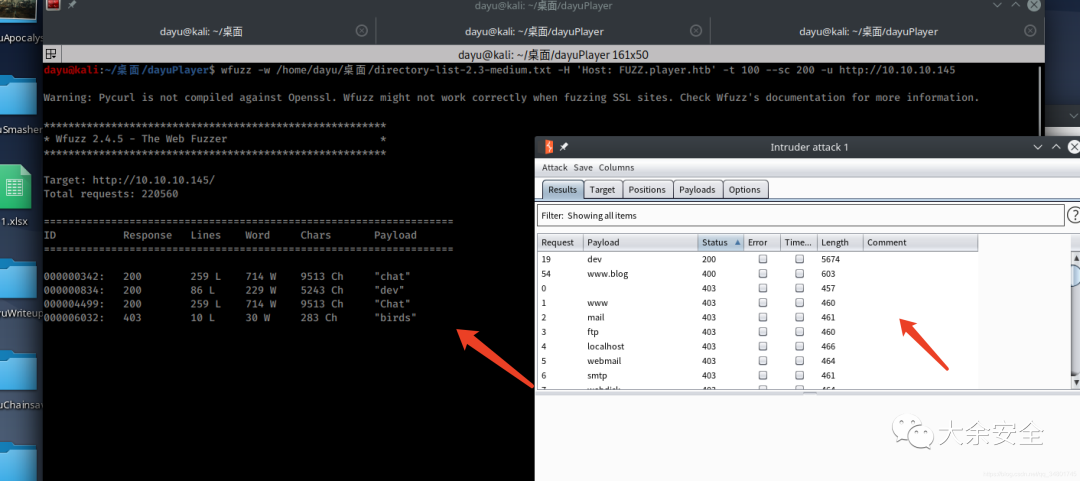 dayu@kali: ~/桌面/dayuPlayer
dayu@kali: ~/桌面
dayu@kali: ~/桌面/dayuPlayer
dayu@kali: ~/桌面/dayuPlayer
dayu@kali: ~/桌面/dayuPlayer 161x50
dayu@kali:~/桌面/dayuPlayer$ wfuzz -w /home/dayu/桌面/directory-list-2.3-medium.txt -H 'Host: FUZZ.player.htb' -t 100 --sc 200 -u http://10.10.10.145
Warning: Pycurl is not compiled against Openssl. Wfuzz might not work correctly when fuzzing SSL sites. Check Wfuzz's documentation for more information.
********************************************************
* Wfuzz 2.4.5 - The Web Fuzzer *
********************************************************
Target: http://10.10.10.145/
Total requests: 220560
===================================================================
ID Response Lines Word Chars Payload
===================================================================
000000342: 200 259 L 714 W 9513 Ch "chat"
000000834: 200 86 L 229 W 5243 Ch "dev"
000004499: 200 259 L 714 W 9513 Ch "Chat"
000006032: 403 10 L 30 W 283 Ch "birds"
uApocalys
uSmasher
1.xlsx
uWriteup
uChainsa
Intruder attack 1
Attack Save Columns
Results Target Positions Payloads Options
Filter: Showing all items
?
Request Payload Status Error Time... Length Comment
19 dev 200 5674
54 www.blog 400 603
0 403 457
1 www 403 460
2 mail 403 461
3 ftp 403 460
4 localhost 403 466
5 webmail 403 464
6 smtp 403 461
7 webdisk 403 464
大余安全